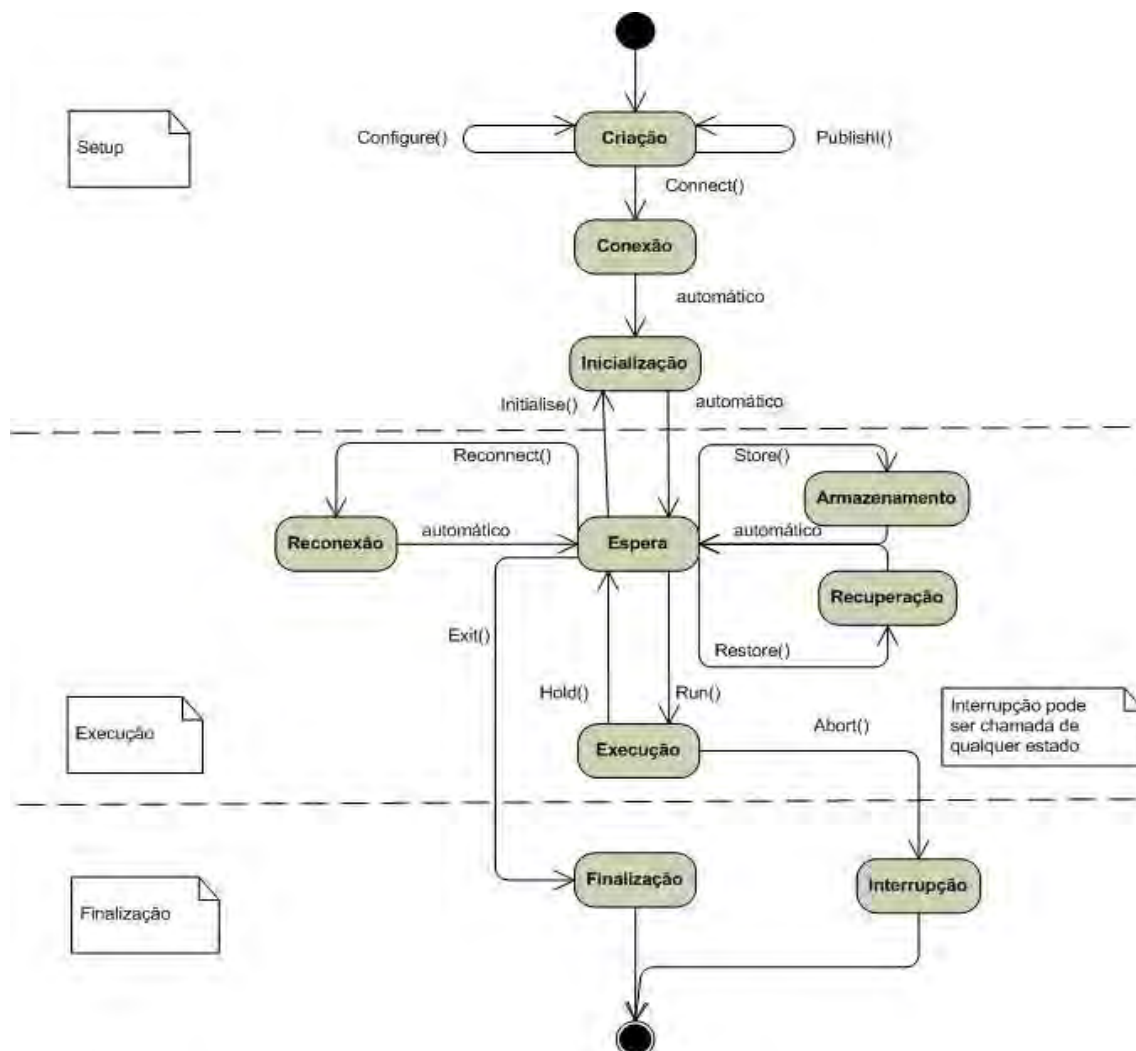 Setup
Configure()
Criação
Publishl()
Connect()
Conexão
automático
Inicialização
Initialise()
automático
Reconnect()
Store()
Armazenamento
Reconexão
automático
Espera
automático
Recuperação
Exit()
Restore()
Hold()
Run()
Execução
Execução
Abort()
Interrupção pode
ser chamada de
qualquer estado
Finalização
Finalização
Interrupção